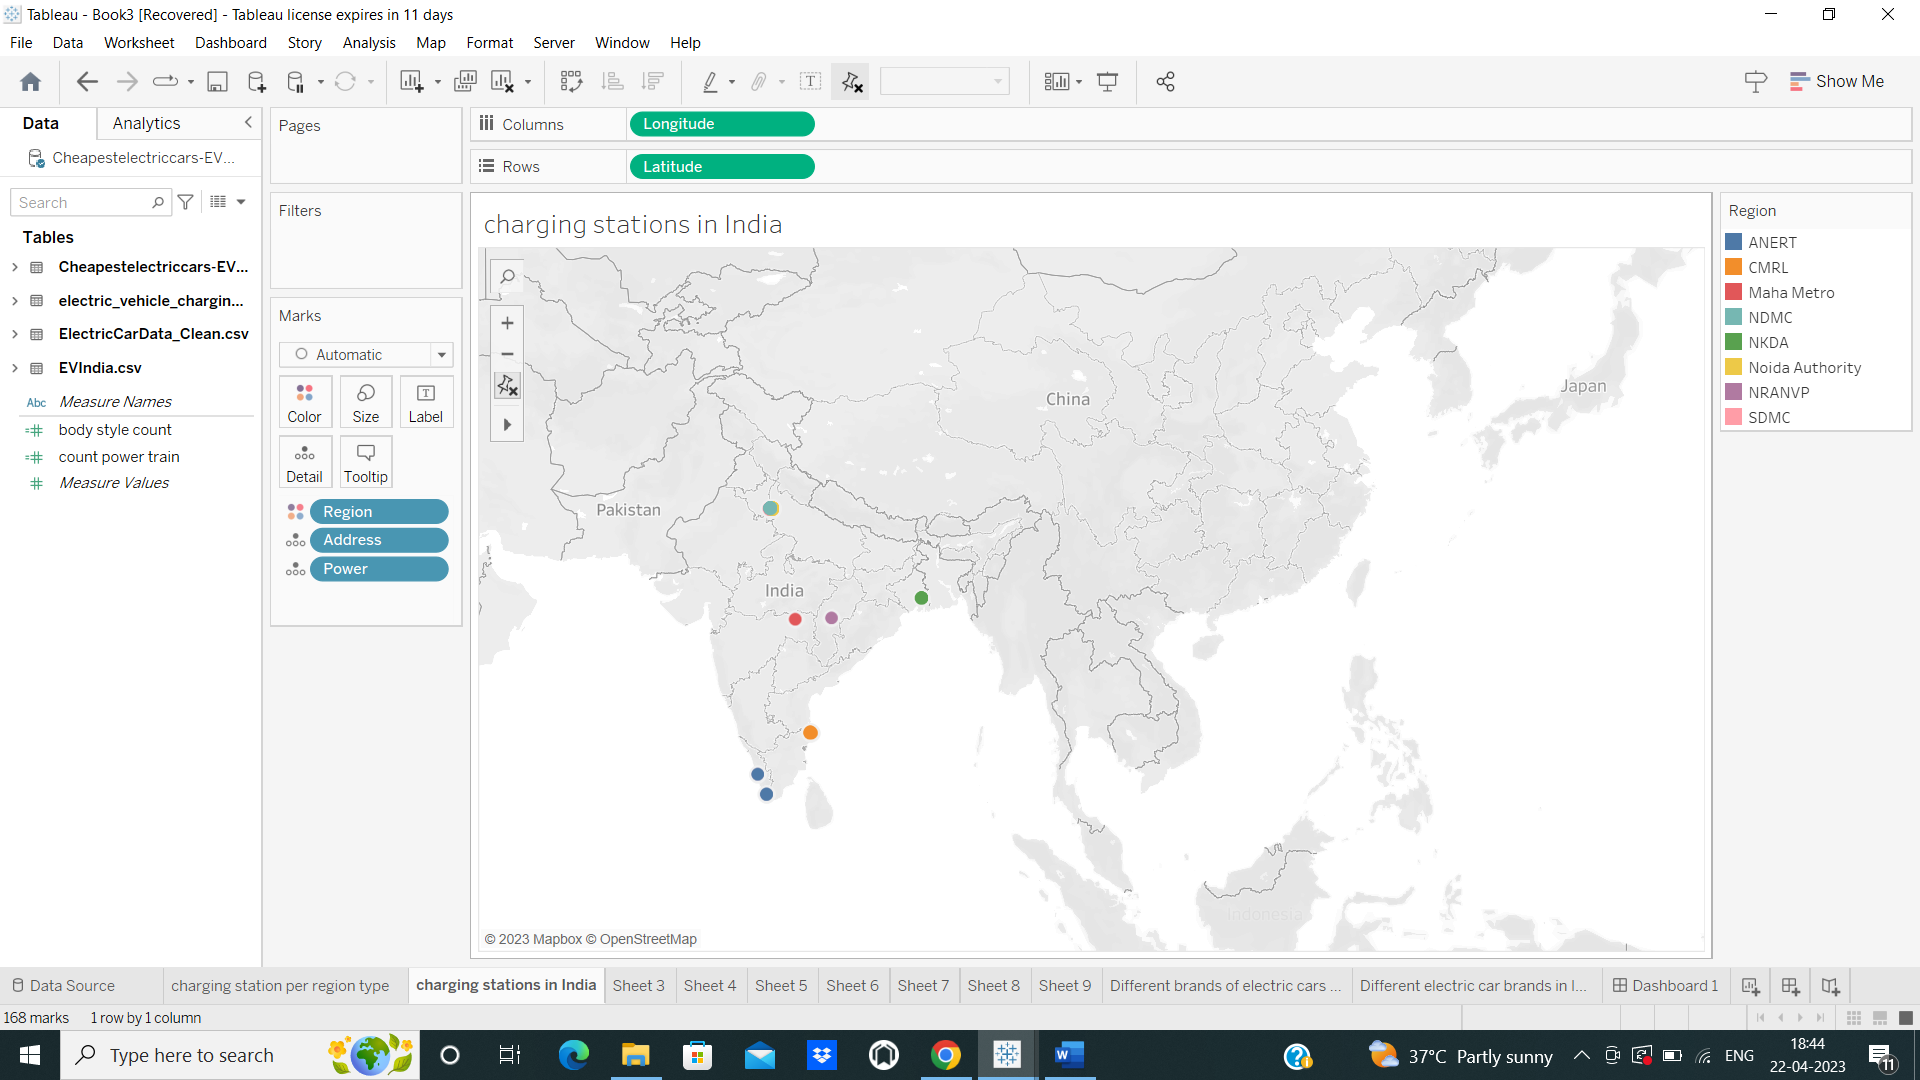 Tableau - Book3 [Recovered] - Tableau license expires in 11 days
File Data Worksheet Dashboard Story Analysis Map Format Server Window Help
Show Me
Data Analytics
Cheapestelectriccars-EV...
Search
Tables
Cheapestelectriccars-EV...
electric_vehicle_chargin...
ElectricCarData_Clean.csv
EVIndia.csv
Abc Measure Names
body style count
count power train
Measure Values
Pages
Filters
Marks
Automatic
Color Size Label
Detail Tooltip
Region
Address
Power
Columns Longitude
Rows Latitude
charging stations in India
China
Japan
Pakistan
India
Indonesia
© 2023 Mapbox © OpenStreetMap
Region
ANERT
CMRL
Maha Metro
NDMC
NKDA
Noida Authority
NRANVP
SDMC
Data Source charging station per region type charging stations in India Sheet 3 Sheet 4 Sheet 5 Sheet 6 Sheet 7 Sheet 8 Sheet 9 Different brands of electric cars ... Different electric car brands in I... Dashboard 1
168 marks 1 row by 1 column
Type here to search
37°C Partly sunny
ENG
18:44
22-04-2023
11